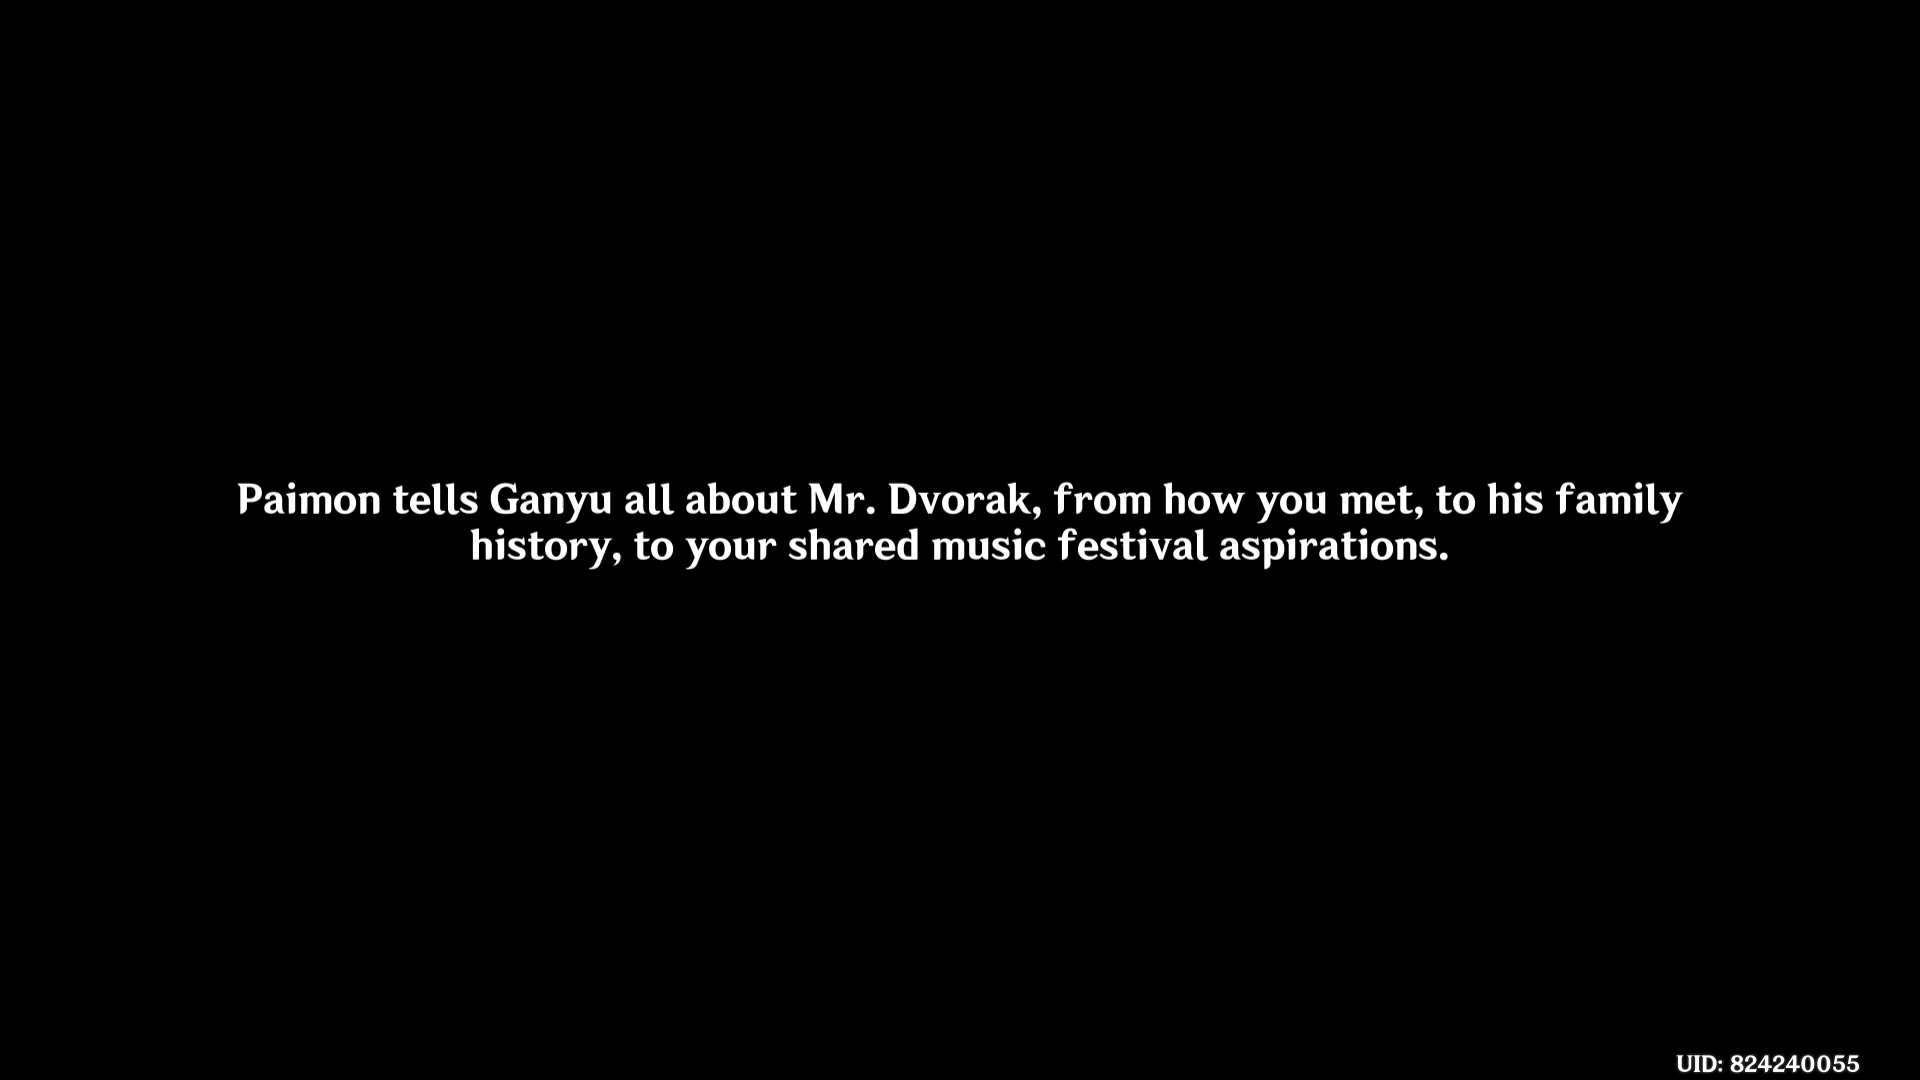 Paimon tells Ganyu all about Mr. Dvorak, from how you met, to his family
history, to your shared music festival aspirations.
UID: 824240055